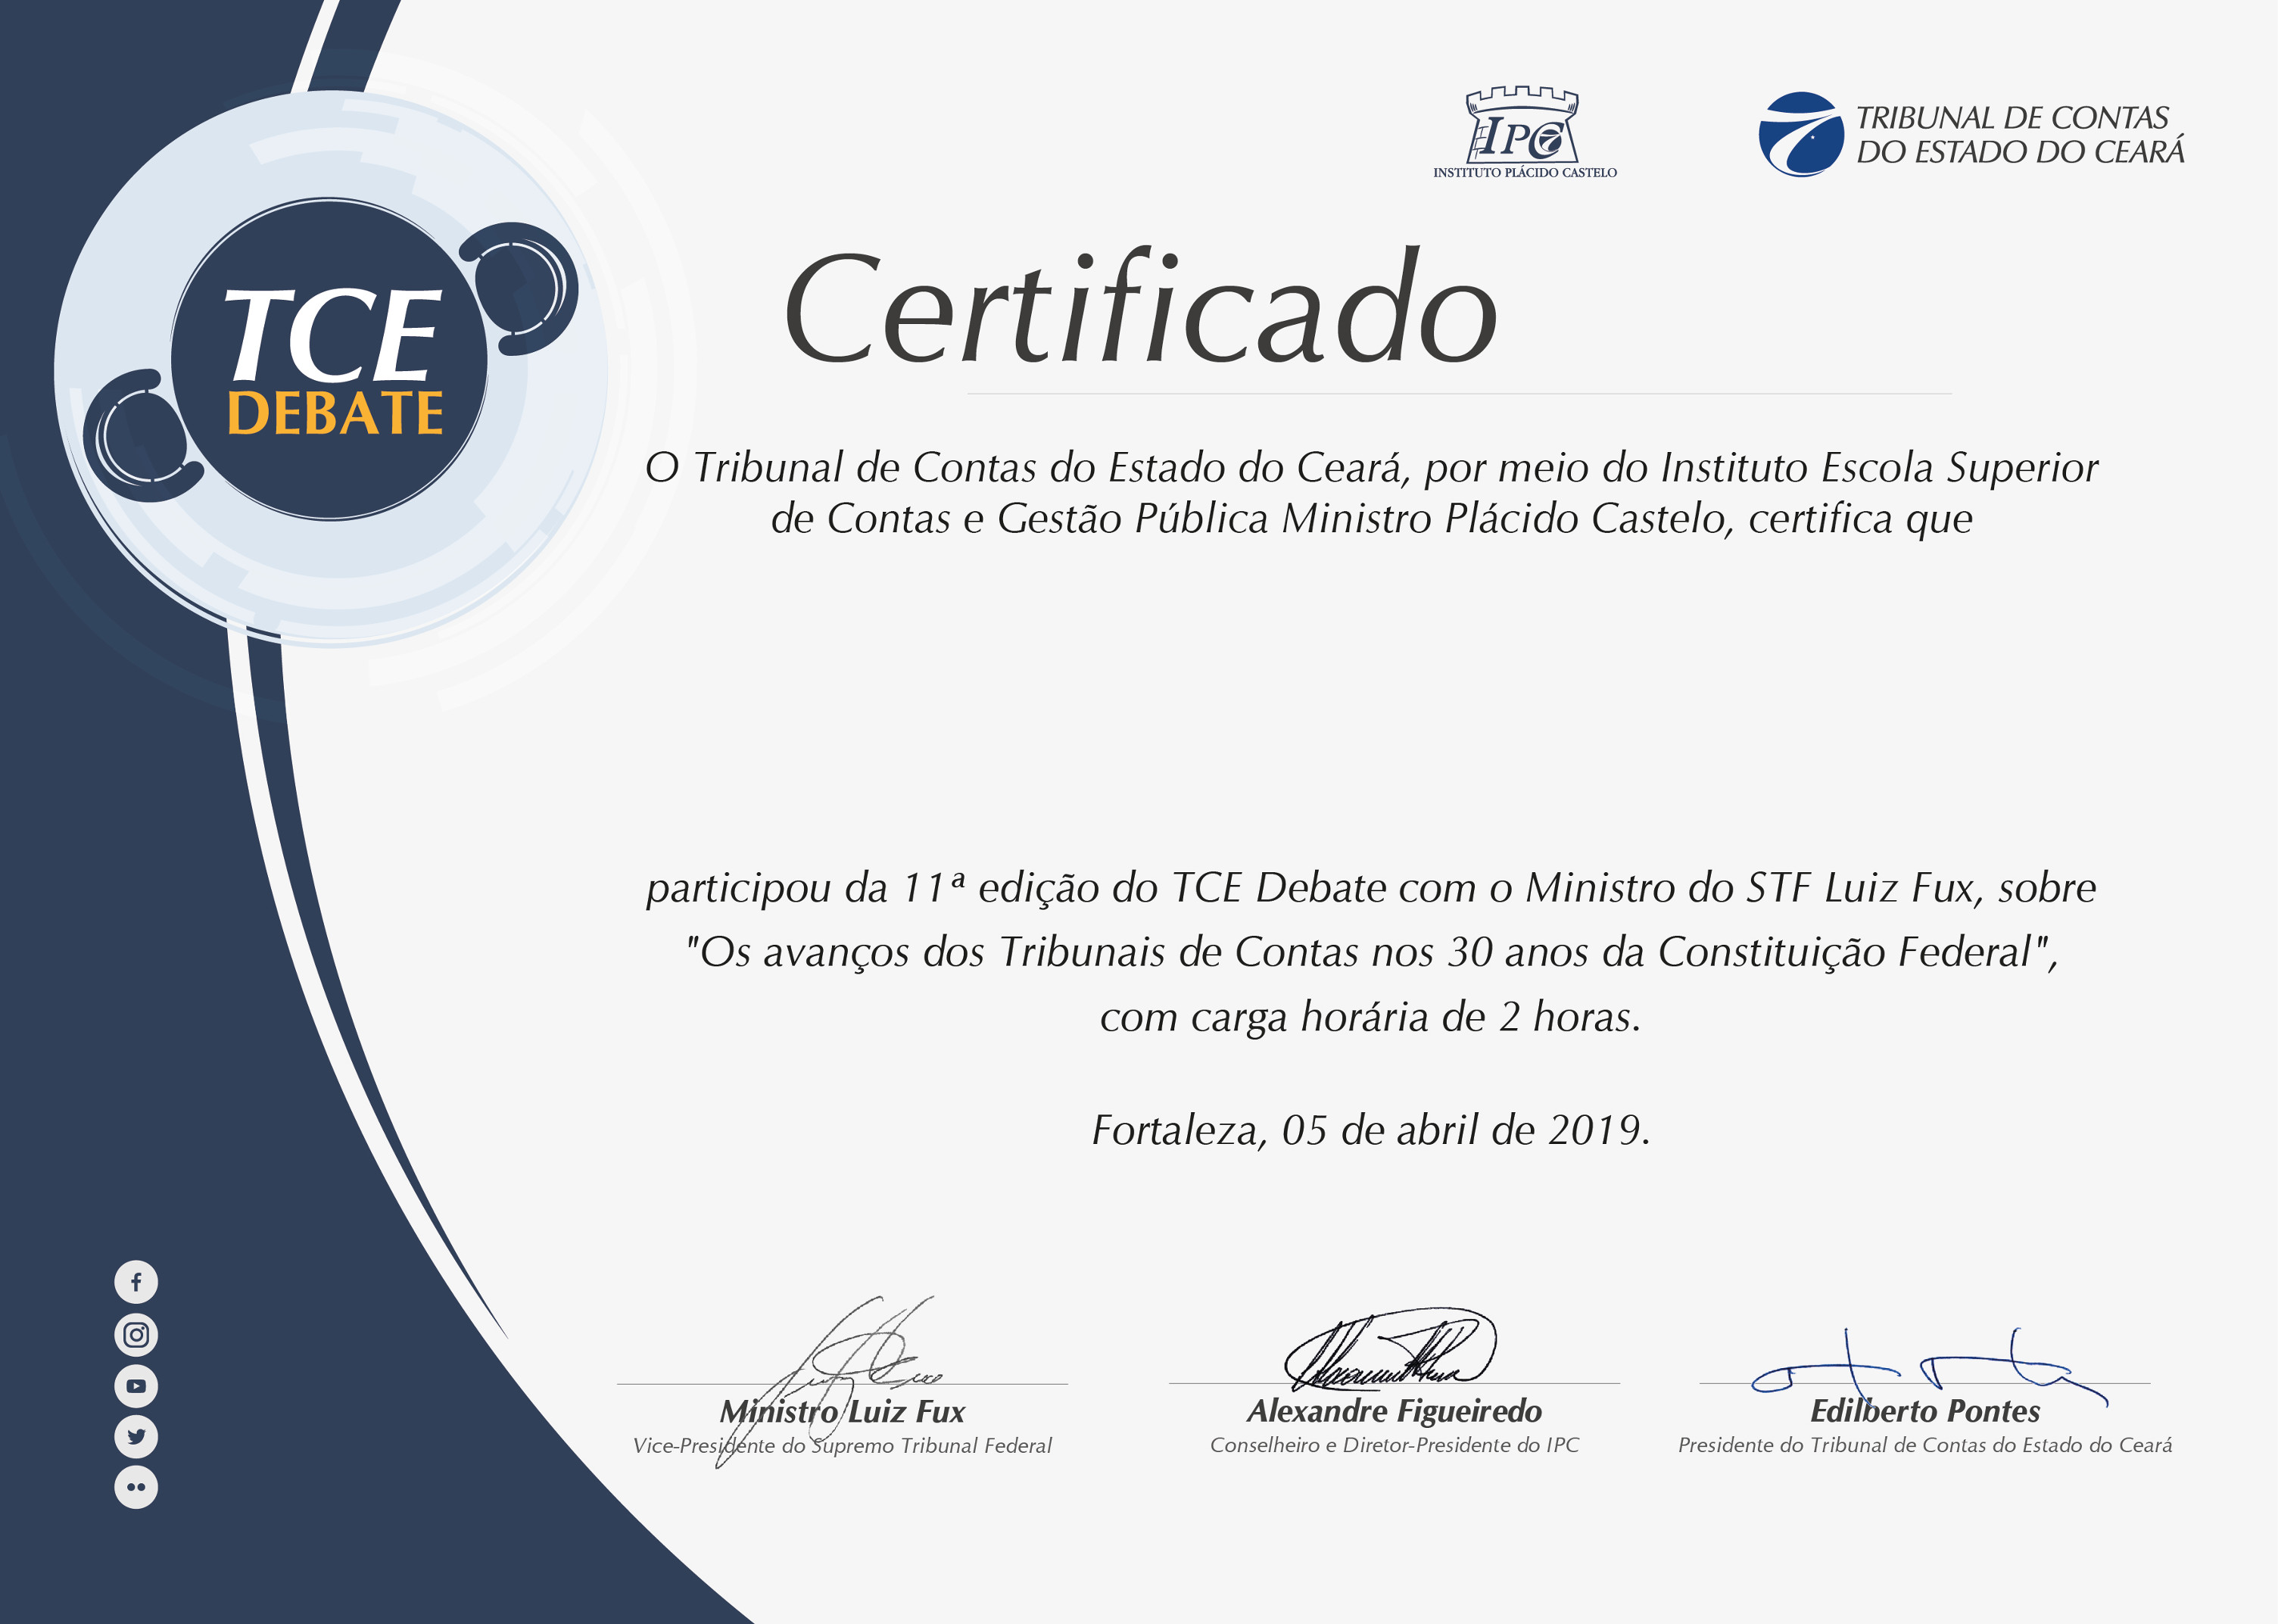 IPC
INSTITUTO PLÁCIDO CASTELO
TRIBUNAL DE CONTAS
DO ESTADO DO CEARÁ
TCE
DEBATE
Certificado
O Tribunal de Contas do Estado do Ceará, por meio do Instituto Escola Superior
de Contas e Gestão Pública Ministro Plácido Castelo, certifica que
participou da 11ª edição do TCE Debate com o Ministro do STF Luiz Fux, sobre
"Os avanços dos Tribunais de Contas nos 30 anos da Constituição Federal",
com carga horária de 2 horas.
Fortaleza, 05 de abril de 2019.
Ministro Luiz Fux
Vice-Presidente do Supremo Tribunal Federal
Alexandre Figueiredo
Conselheiro e Diretor-Presidente do IPC
Edilberto Pontes
Presidente do Tribunal de Contas do Estado do Ceará